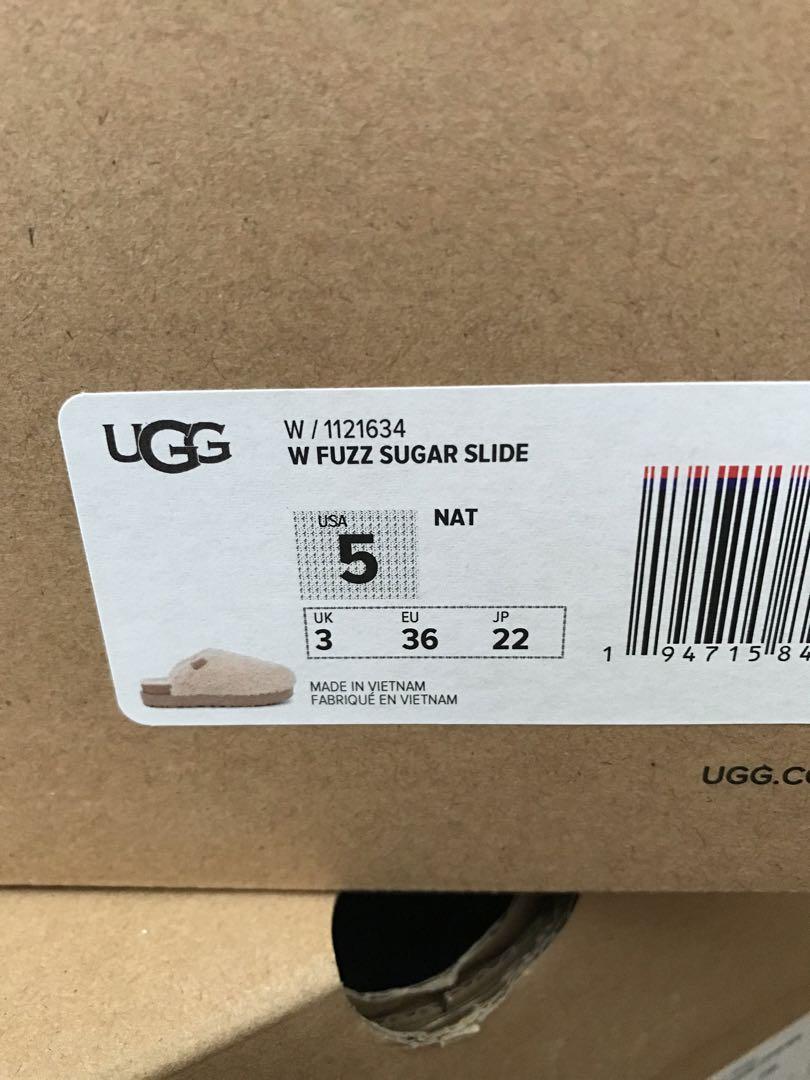 UGG
W / 1121634
W FUZZ SUGAR SLIDE
USA
5
NAT
UK EU JP
3 36 22
MADE IN VIETNAM
FABRIQUÉ EN VIETNAM
1 94715 84
UGG.CO